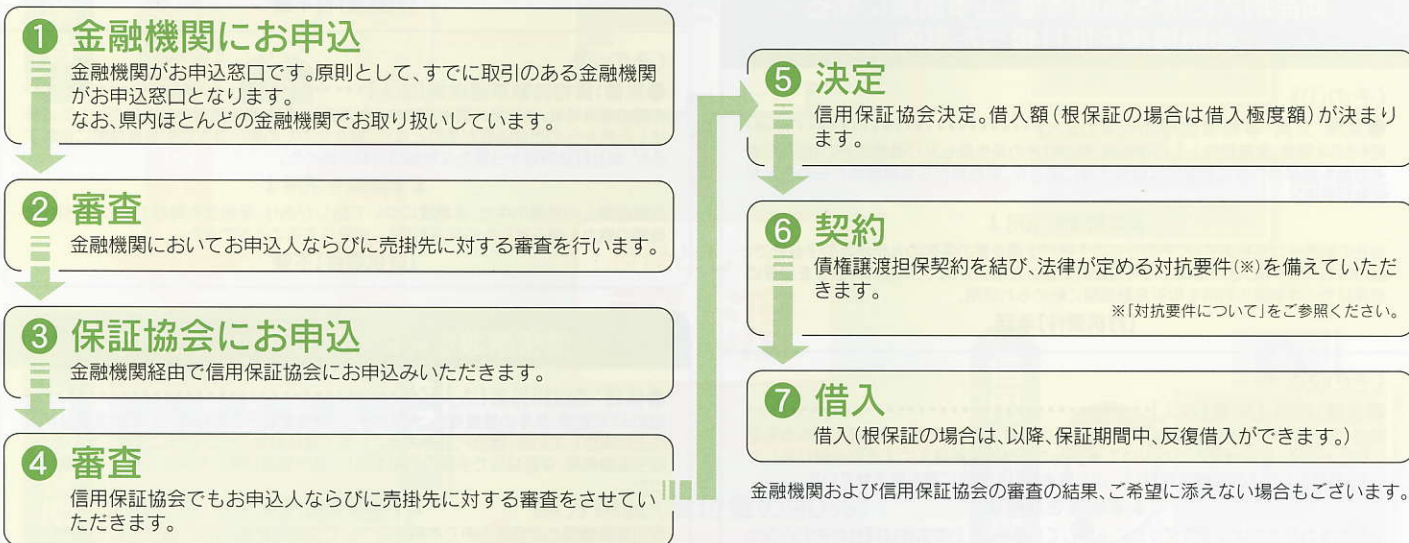 ❶ 金融機関にお申込
金融機関がお申込窓口です。原則として、すでに取引のある金融機関
がお申込窓口となります。
なお、県内ほとんどの金融機関でお取り扱いしています。
❷ 審査
金融機関においてお申込人ならびに売掛先に対する審査を行います。
❸ 保証協会にお申込
金融機関経由で信用保証協会にお申込みいただきます。
❹ 審査
信用保証協会でもお申込人ならびに売掛先に対する審査をさせてい
ただきます。
❺ 決定
信用保証協会決定。借入額(根保証の場合は借入極度額)が決まり
ます。
❻ 契約
債権譲渡担保契約を結び、法律が定める対抗要件(※)を備えていただ
きます。
※「対抗要件について」をご参照ください。
❼ 借入
借入(根保証の場合は、以降、保証期間中、反復借入ができます。)
金融機関および信用保証協会の審査の結果、ご希望に添えない場合もございます。